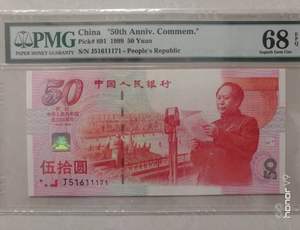 PMG
PAPER MONEY GUARANTY
China "50th Anniv. Commem."
Pick# 891 1999 50 Yuan
S/N J51611171 - People's Republic
68 EPQ
Superb Gem Unc
50
中国人民银行
伍拾圆
J51611171
50
honor V9